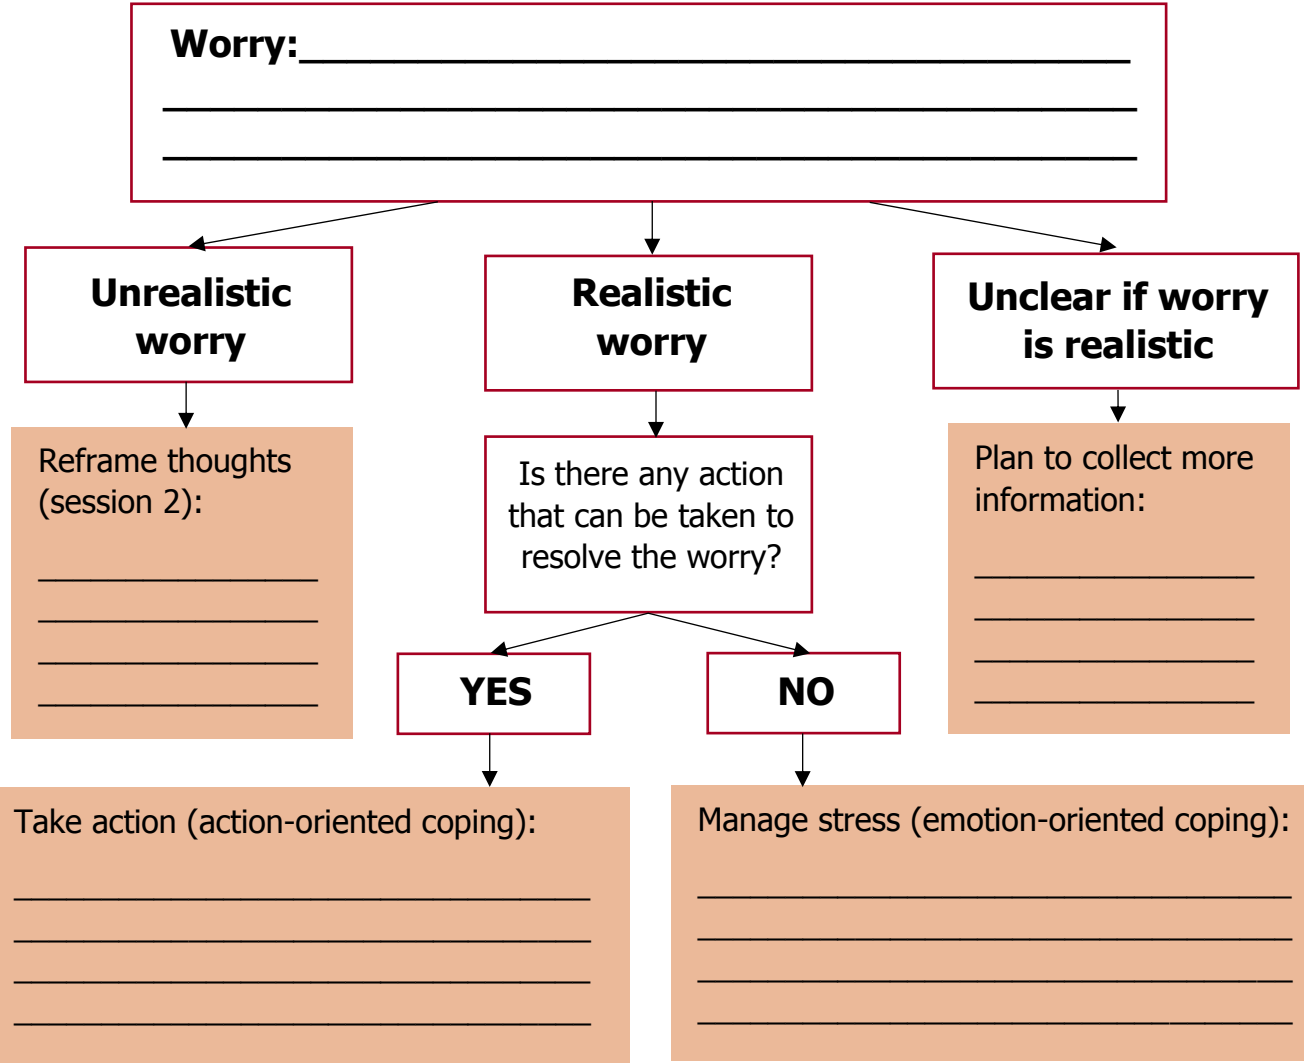 Worry:
Unrealistic
worry
Realistic
worry
Unclear if worry
is realistic
Reframe thoughts
(session 2):
Is there any action
that can be taken to
resolve the worry?
Plan to collect more
information:
YES
NO
Take action (action-oriented coping):
Manage stress (emotion-oriented coping):